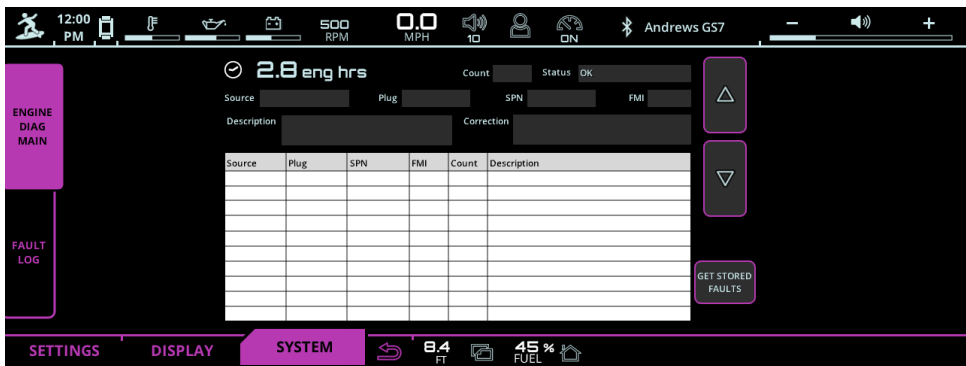 12:00
PM
500
RPM
0.0
MPH
10
ON
Andrews GS7
−
+
2.8 eng hrs
Count
Status OK
Source
Plug
SPN
FMI
Description
Correction
ENGINE
DIAG
MAIN
FAULT
LOG
Source Plug SPN FMI Count Description
GET STORED
FAULTS
SETTINGS
DISPLAY
SYSTEM
8.4
FT
45 %
FUEL